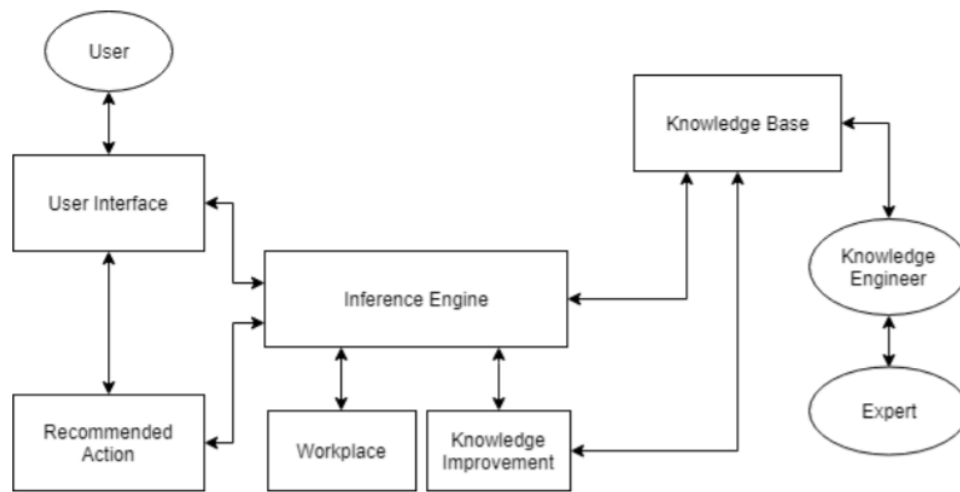 User
Knowledge Base
User Interface
Knowledge
Engineer
Inference Engine
Recommended
Action
Workplace
Knowledge
Improvement
Expert